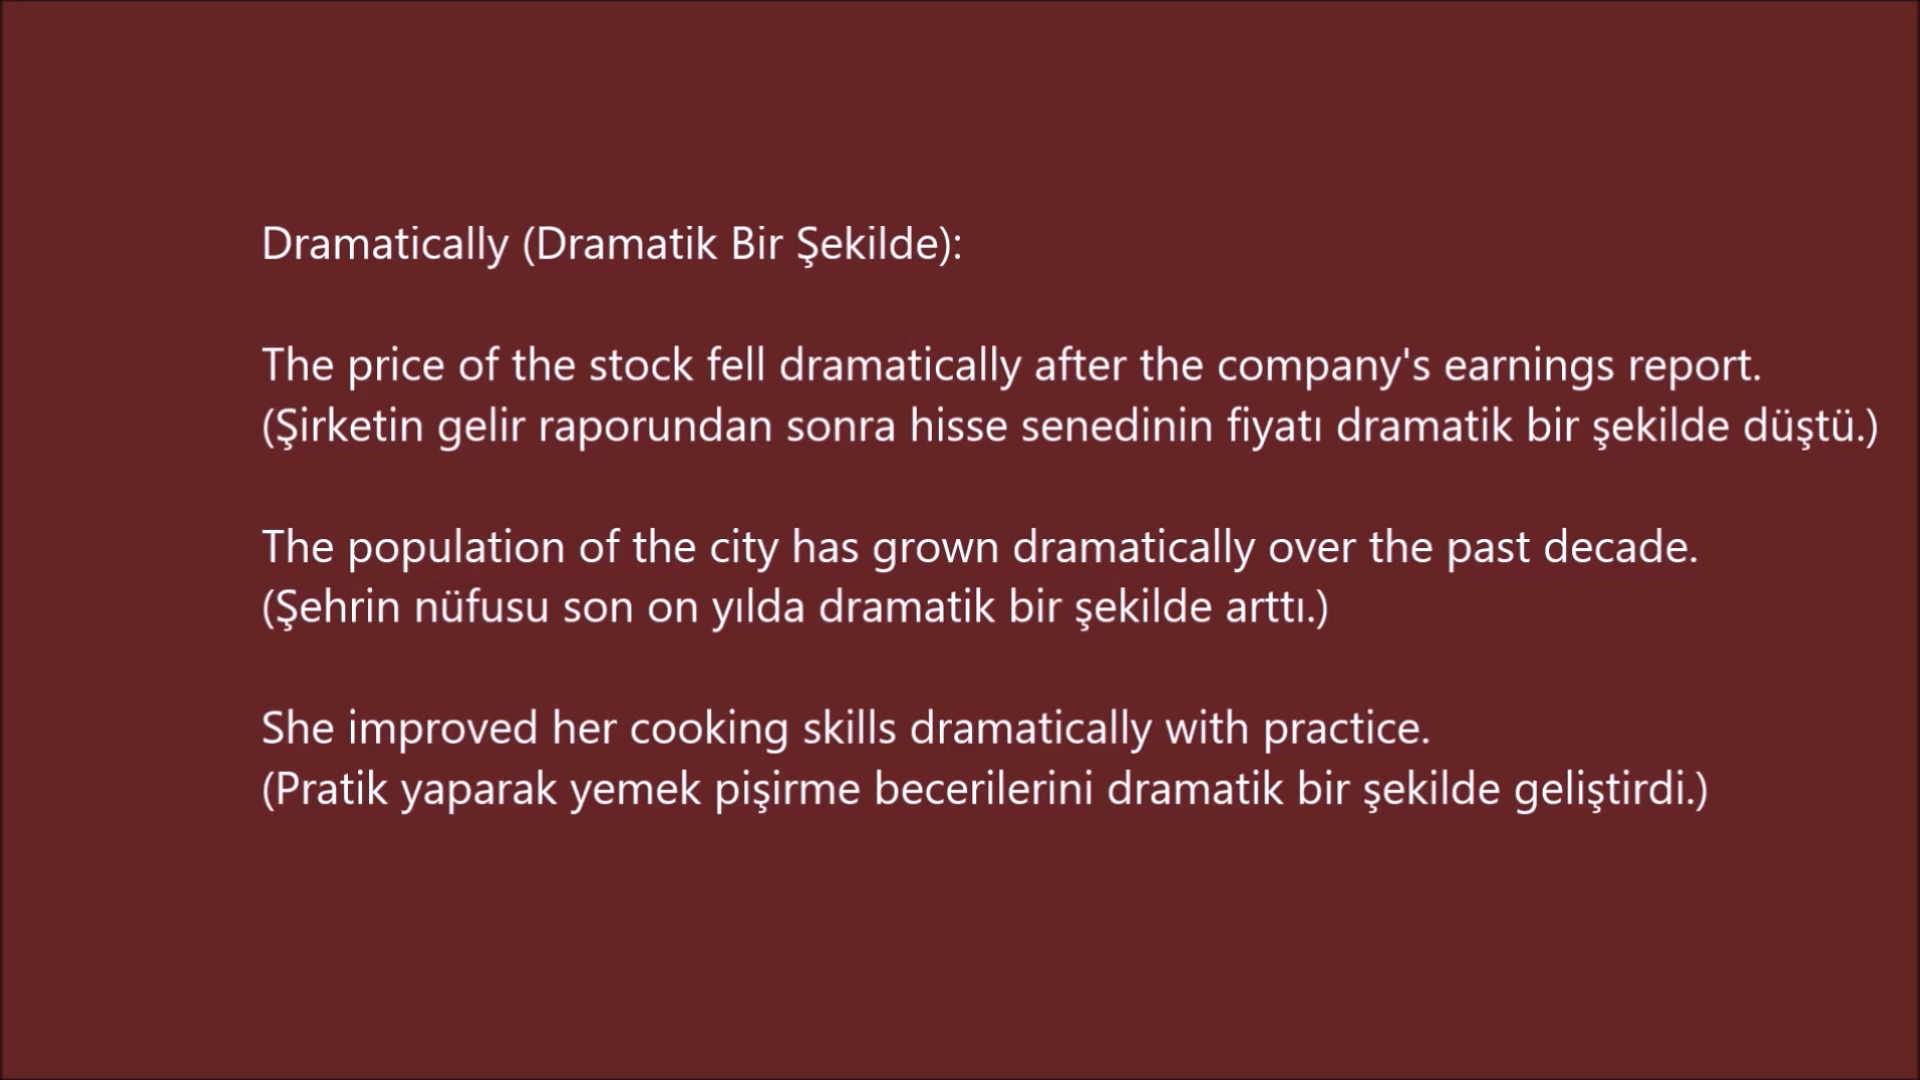 Dramatically (Dramatik Bir Şekilde):
The price of the stock fell dramatically after the company's earnings report.
(Şirketin gelir raporundan sonra hisse senedinin fiyatı dramatik bir şekilde düştü.)
The population of the city has grown dramatically over the past decade.
(Şehrin nüfusu son on yılda dramatik bir şekilde arttı.)
She improved her cooking skills dramatically with practice.
(Pratik yaparak yemek pişirme becerilerini dramatik bir şekilde geliştirdi.)